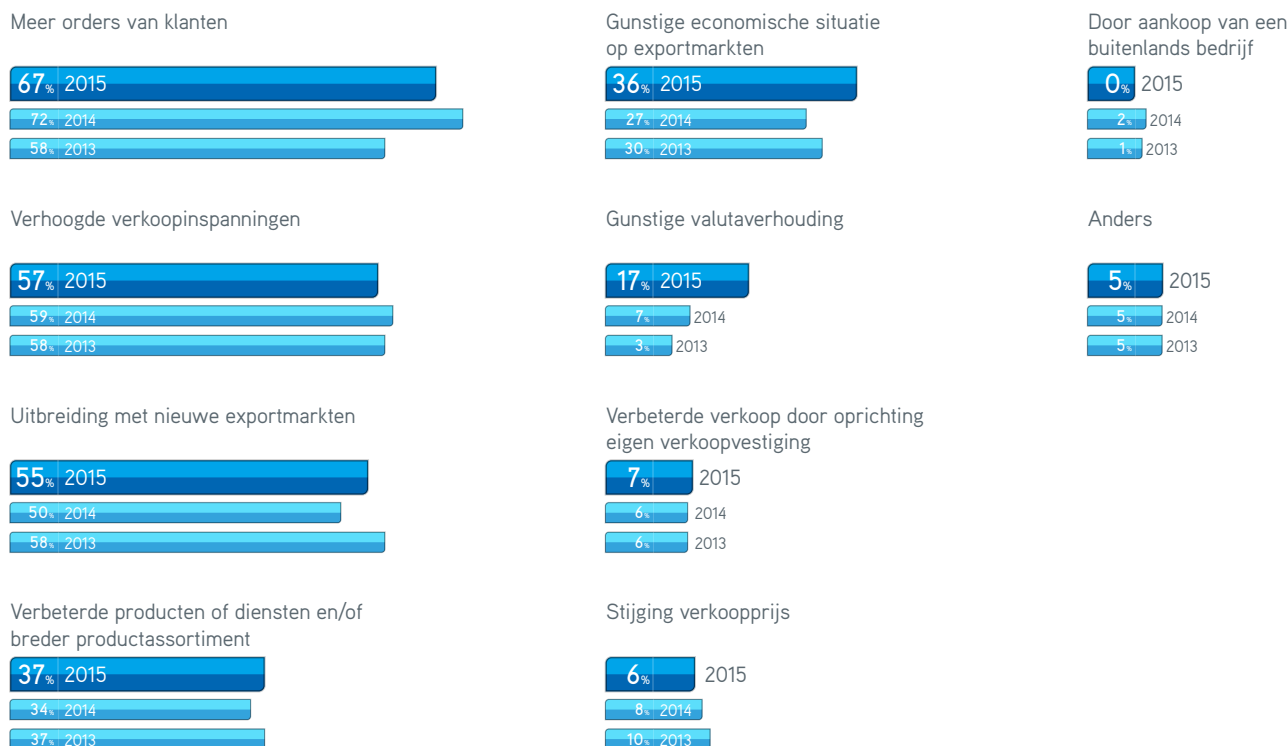 Meer orders van klanten
67% 2015
72% 2014
58% 2013
Verhoogde verkoopinspanningen
57% 2015
59% 2014
58% 2013
Uitbreiding met nieuwe exportmarkten
55% 2015
50% 2014
58% 2013
Verbeterde producten of diensten en/of
breder productassortiment
37% 2015
34% 2014
37% 2013
Gunstige economische situatie
op exportmarkten
36% 2015
27% 2014
30% 2013
Gunstige valutaverhouding
17% 2015
7% 2014
3% 2013
Verbeterde verkoop door oprichting
eigen verkoopvestiging
7% 2015
6% 2014
6% 2013
Stijging verkoopprijs
6% 2015
8% 2014
10% 2013
Door aankoop van een
buitenlands bedrijf
0% 2015
2% 2014
1% 2013
Anders
5% 2015
5% 2014
5% 2013